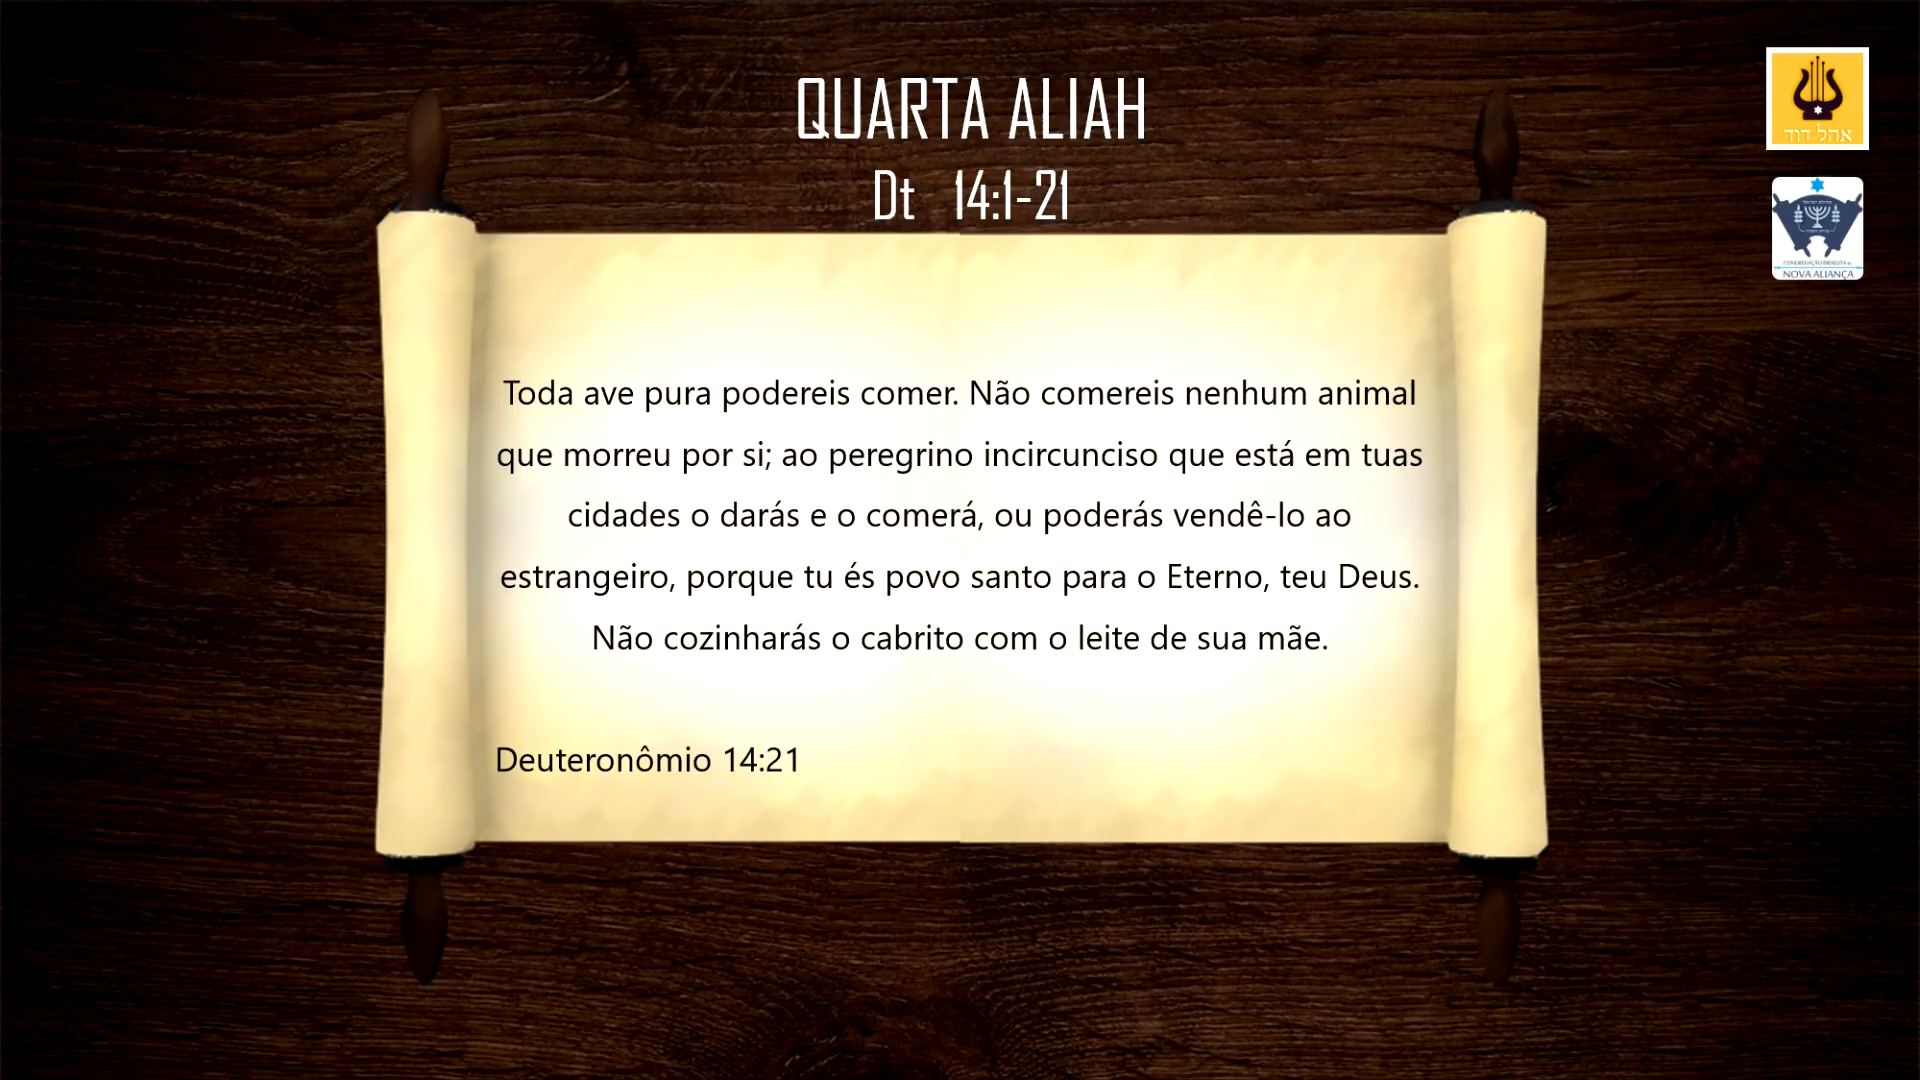 QUARTA ALIAH
Dt 14:1-21
אהל דוד
CONGREGAÇÃO ISRAELITA da
NOVA ALIANÇA
Toda ave pura podereis comer. Não comereis nenhum animal
que morreu por si; ao peregrino incircunciso que está em tuas
cidades o darás e o comerá, ou poderás vendê-lo ao
estrangeiro, porque tu és povo santo para o Eterno, teu Deus.
Não cozinharás o cabrito com o leite de sua mãe.
Deuteronômio 14:21